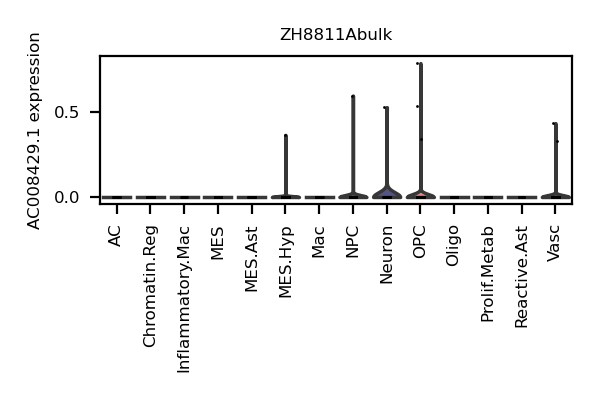 ZH8811Abulk
AC008429.1 expression
0.5
0.0
AC
Chromatin.Reg
Inflammatory.Mac
MES
MES.Ast
MES.Hyp
Mac
NPC
Neuron
OPC
Oligo
Prolif.Metab
Reactive.Ast
Vasc